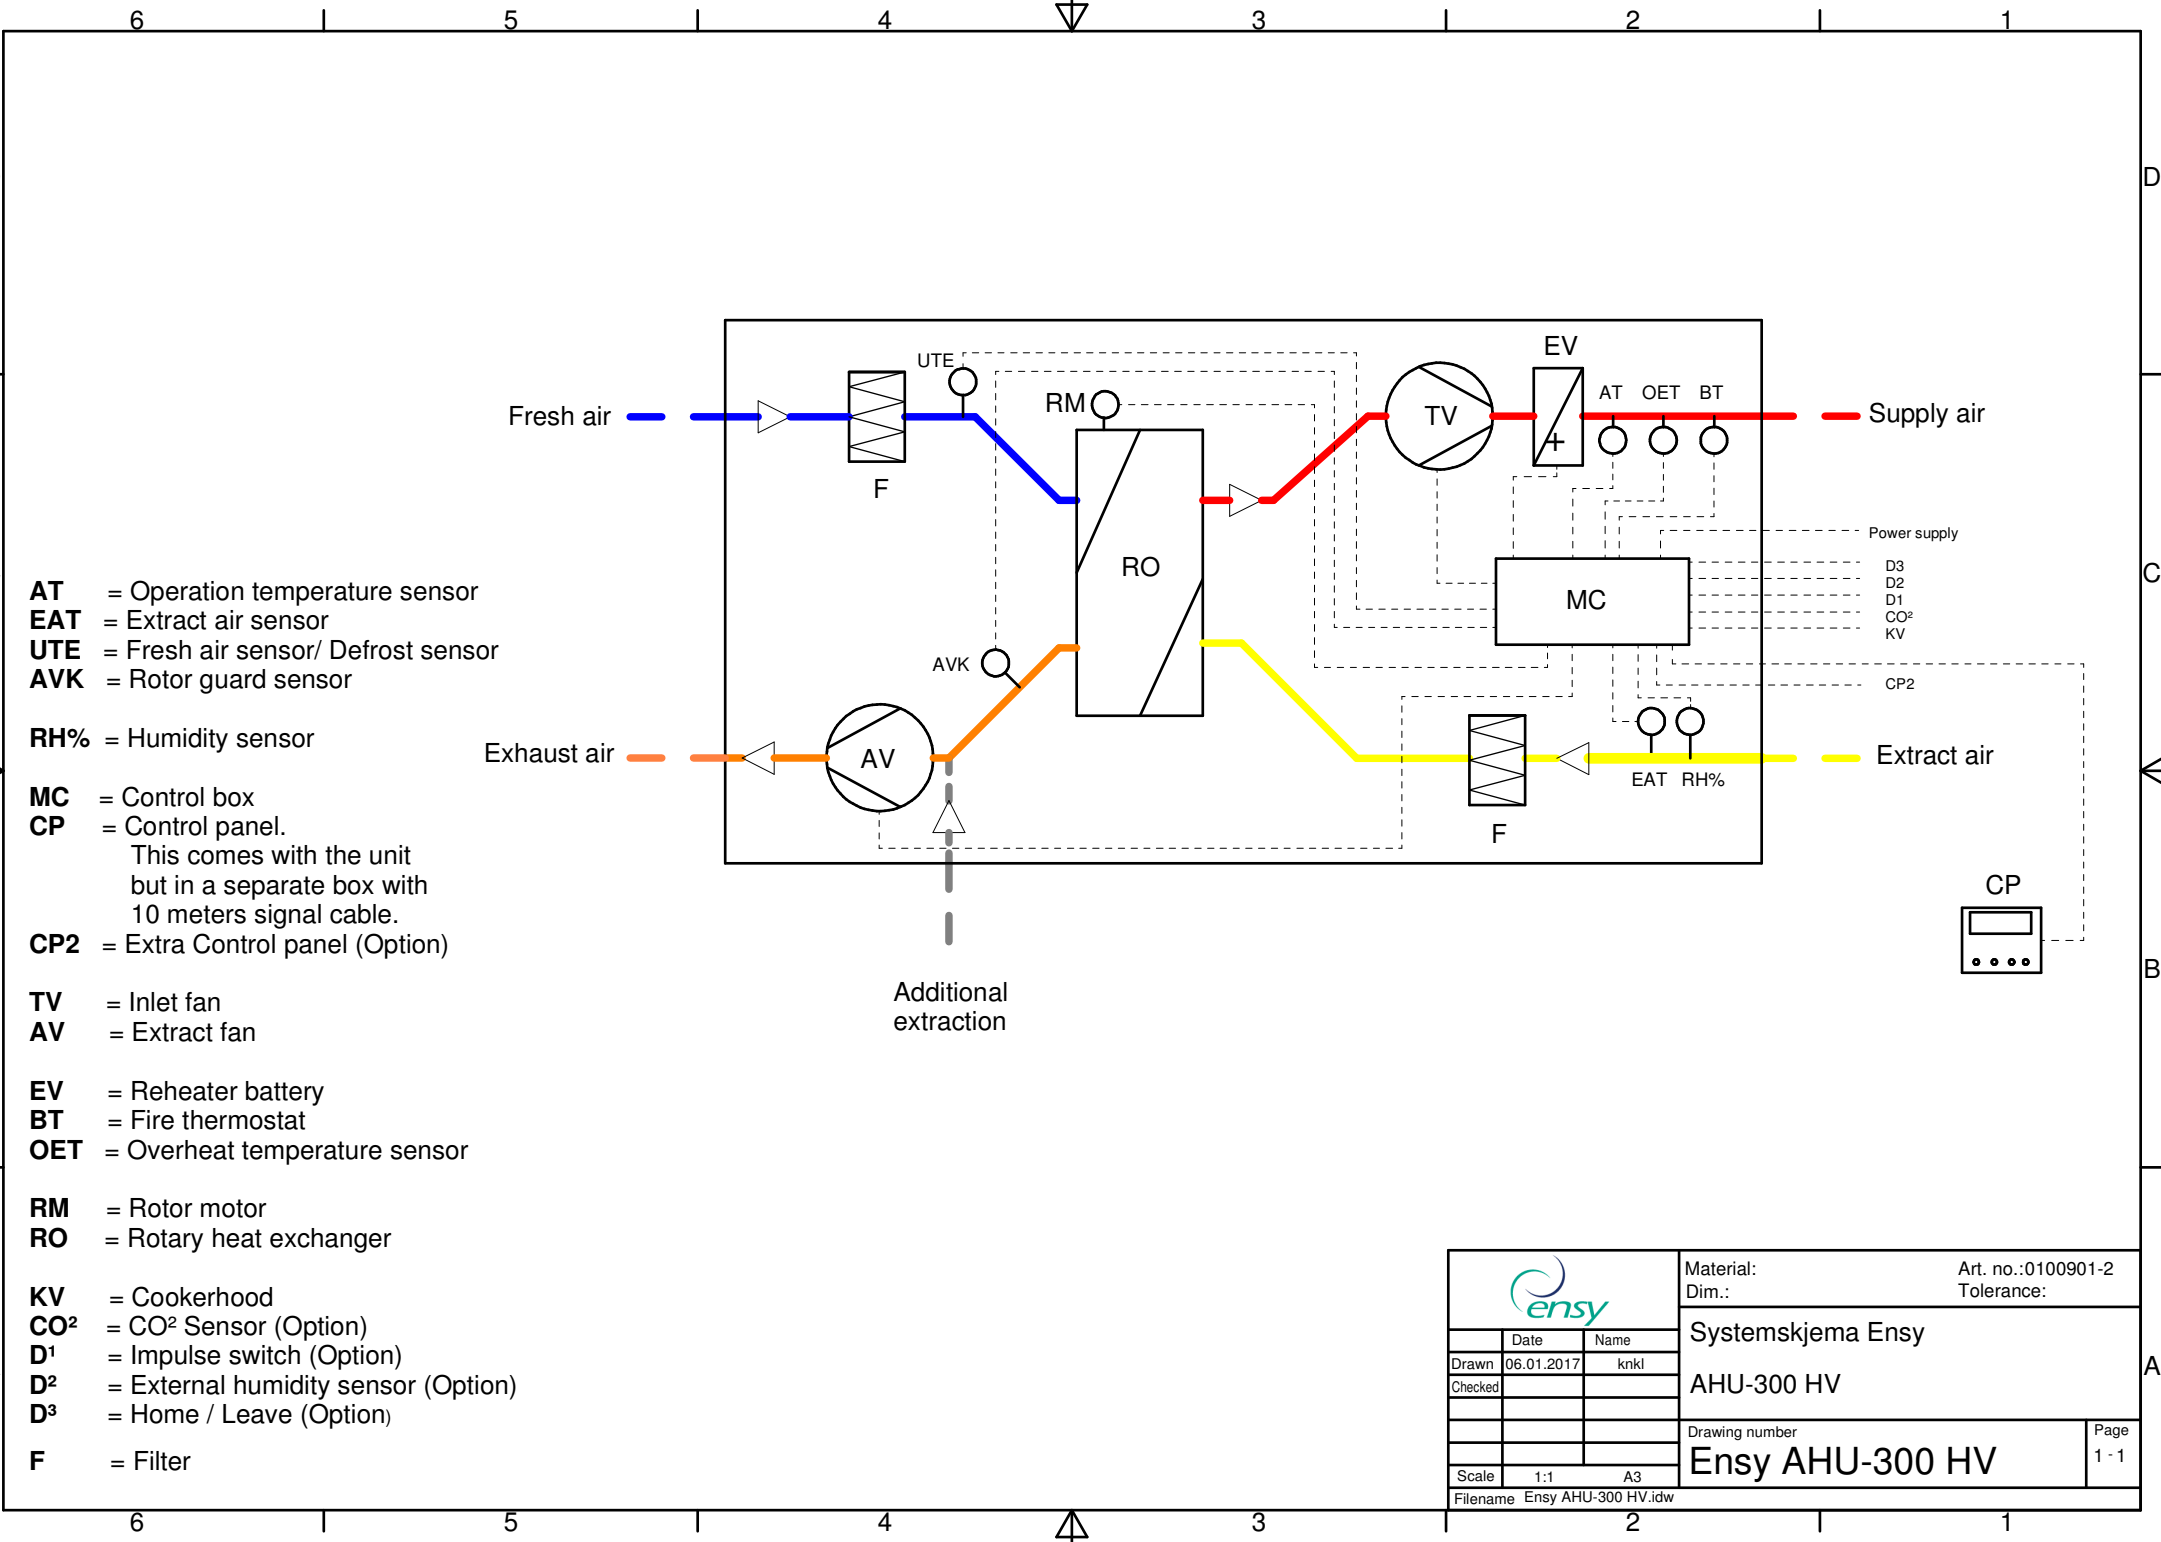 6 5 4 3 2 1
D
UTE
EV
RM
AT OET BT
Fresh air
TV
Supply air
+
F
Power supply
RO
D3
C
MC
D2
D1
CO²
KV
AT = Operation temperature sensor
EAT = Extract air sensor
UTE = Fresh air sensor/ Defrost sensor
AVK = Rotor guard sensor
AVK
CP2
RH% = Humidity sensor
Exhaust air
AV
Extract air
EAT RH%
F
MC = Control box
CP = Control panel.
This comes with the unit
but in a separate box with
10 meters signal cable.
CP2 = Extra Control panel (Option)
CP
B
Additional
extraction
TV = Inlet fan
AV = Extract fan
EV = Reheater battery
BT = Fire thermostat
OET = Overheat temperature sensor
RM = Rotor motor
RO = Rotary heat exchanger
KV = Cookerhood
CO² = CO² Sensor (Option)
D¹ = Impulse switch (Option)
D² = External humidity sensor (Option)
D³ = Home / Leave (Option)
F = Filter
ensy
Material: Art. no.:0100901-2
Dim.: Tolerance:
Date Name
Drawn 06.01.2017 knkl
Checked
Systemskjema Ensy
AHU-300 HV
A
Drawing number
Ensy AHU-300 HV
Page
1 - 1
Scale 1:1 A3
Filename Ensy AHU-300 HV.idw
6 5 4 3 2 1